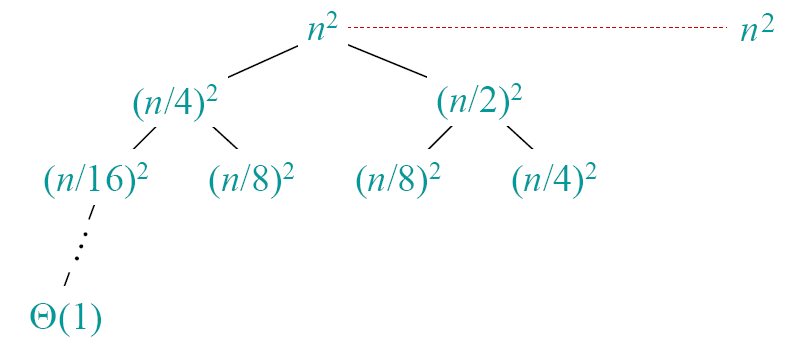 n² n²
(n/4)² (n/2)²
(n/16)² (n/8)² (n/8)² (n/4)²
Θ(1)